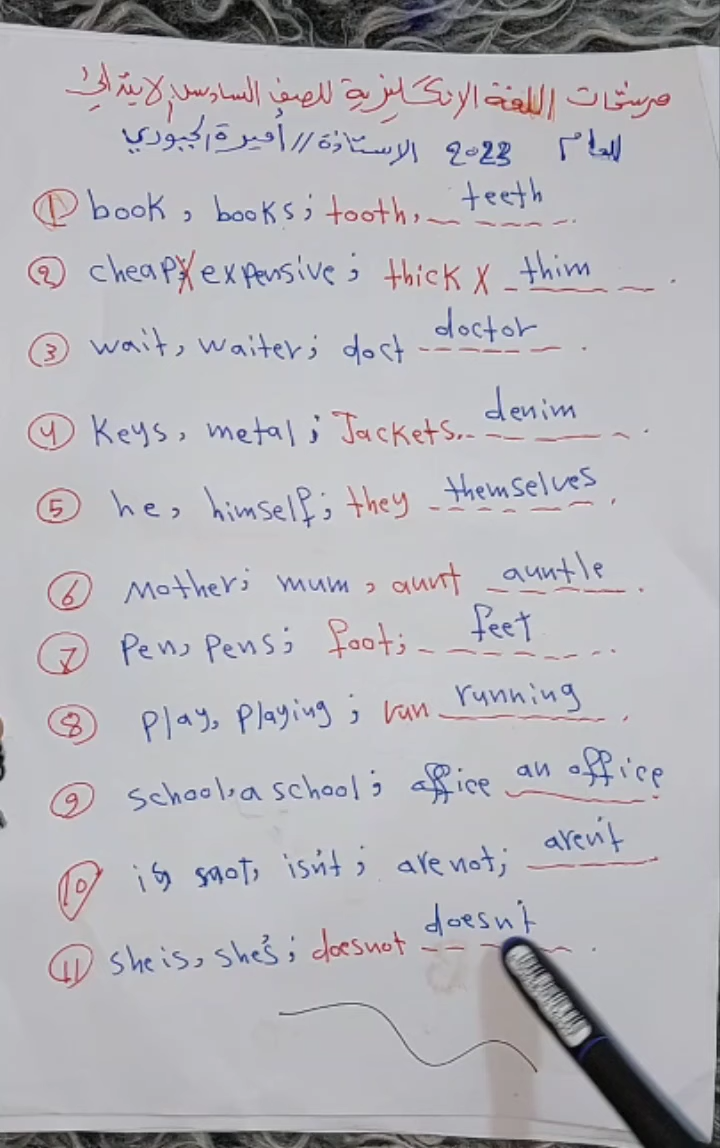 مرشحات اللغة الإنكليزية للصف السادس الابتدائي
للعام 2023 الاستاذة // أميرة الجبوري
① book, books; tooth, teeth.
② cheap X expensive; thick X thim.
③ wait, waiter; doct doctor.
④ Keys, metal; Jackets.. denim.
⑤ he, himself; they themselves.
⑥ Mother; mum, aunt auntle.
⑦ Pen, Pens; foot; feet.
⑧ Play, Playing; run running.
⑨ school, a school; office an office
⑩ is not, isn't; are not; aren't
⑪ she is, she's; doesnot doesn't.